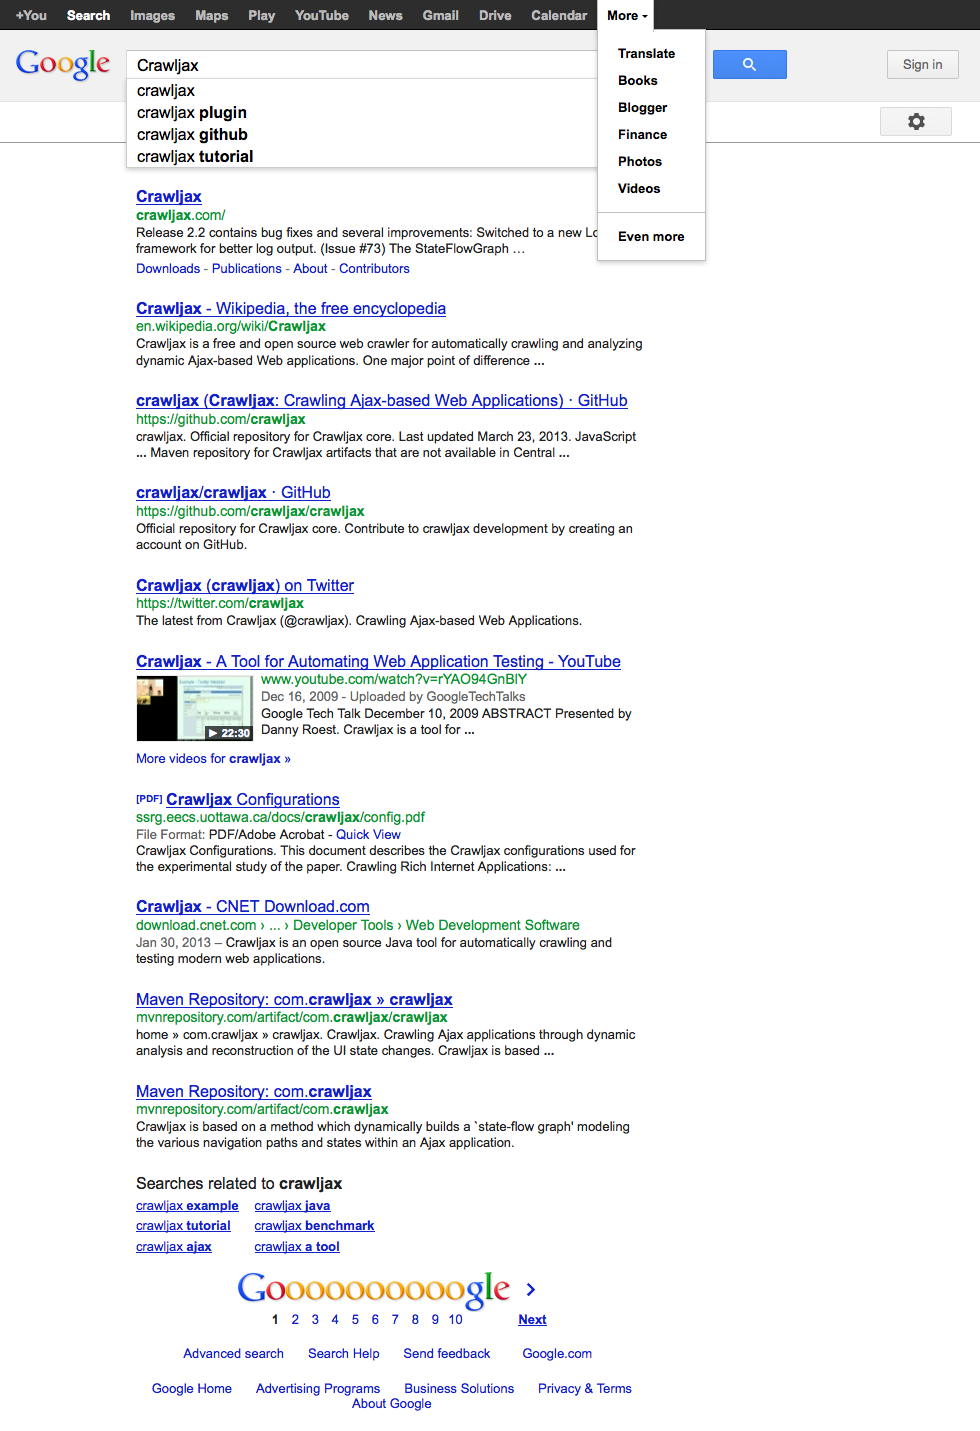 +You Search Images Maps Play YouTube News Gmail Drive Calendar More
Translate
Books
Blogger
Finance
Photos
Videos
Even more
Google
Crawljax
Sign in
crawljax
crawljax plugin
crawljax github
crawljax tutorial
Crawljax
crawljax.com/
Release 2.2 contains bug fixes and several improvements: Switched to a new
framework for better log output. (Issue #73) The StateFlowGraph …
Downloads - Publications - About - Contributors
Crawljax - Wikipedia, the free encyclopedia
en.wikipedia.org/wiki/Crawljax
Crawljax is a free and open source web crawler for automatically crawling and analyzing
dynamic Ajax-based Web applications. One major point of difference ...
crawljax (Crawljax: Crawling Ajax-based Web Applications) · GitHub
https://github.com/crawljax
crawljax. Official repository for Crawljax core. Last updated March 23, 2013. JavaScript
... Maven repository for Crawljax artifacts that are not available in Central ...
crawljax/crawljax · GitHub
https://github.com/crawljax/crawljax
Official repository for Crawljax core. Contribute to crawljax development by creating an
account on GitHub.
Crawljax (crawljax) on Twitter
https://twitter.com/crawljax
The latest from Crawljax (@crawljax). Crawling Ajax-based Web Applications.
Crawljax - A Tool for Automating Web Application Testing - YouTube
www.youtube.com/watch?v=rYAO94GnBlY
Dec 16, 2009 - Uploaded by GoogleTechTalks
Google Tech Talk December 10, 2009 ABSTRACT Presented by
Danny Roest. Crawljax is a tool for ...
22:30
More videos for crawljax »
[PDF] Crawljax Configurations
ssrg.eecs.uottawa.ca/docs/crawljax/config.pdf
File Format: PDF/Adobe Acrobat - Quick View
Crawljax Configurations. This document describes the Crawljax configurations used for
the experimental study of the paper. Crawling Rich Internet Applications: ...
Crawljax - CNET Download.com
download.cnet.com › ... › Developer Tools › Web Development Software
Jan 30, 2013 – Crawljax is an open source Java tool for automatically crawling and
testing modern web applications.
Maven Repository: com.crawljax » crawljax
mvnrepository.com/artifact/com.crawljax/crawljax
home » com.crawljax » crawljax. Crawljax. Crawling Ajax applications through dynamic
analysis and reconstruction of the UI state changes. Crawljax is based ...
Maven Repository: com.crawljax
mvnrepository.com/artifact/com.crawljax
Crawljax is based on a method which dynamically builds a `state-flow graph' modeling
the various navigation paths and states within an Ajax application.
Searches related to crawljax
crawljax example crawljax java
crawljax tutorial crawljax benchmark
crawljax ajax crawljax a tool
Goooooooooogle
1 2 3 4 5 6 7 8 9 10 Next
Advanced search Search Help Send feedback Google.com
Google Home Advertising Programs Business Solutions Privacy & Terms
About Google